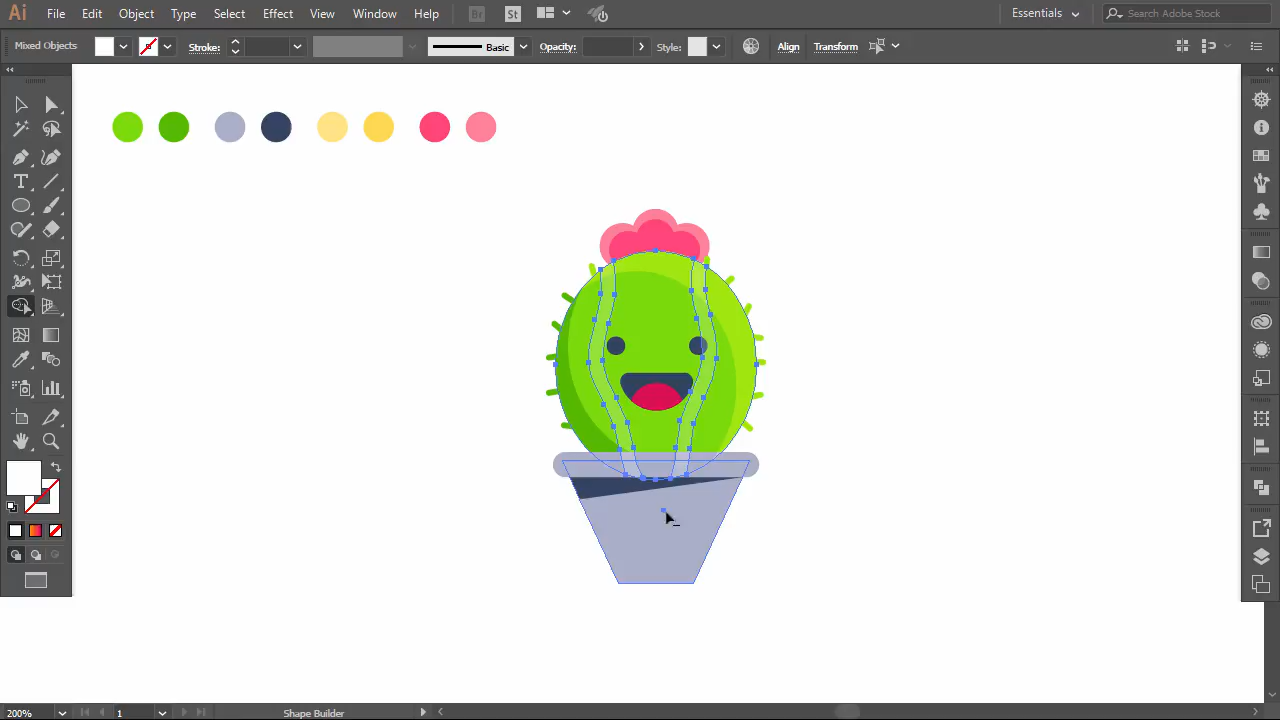 Ai File Edit Object Type Select Effect View Window Help Br St Essentials Search Adobe Stock
Mixed Objects Stroke: Basic Opacity: Style: Align Transform
T
200% 1 Shape Builder